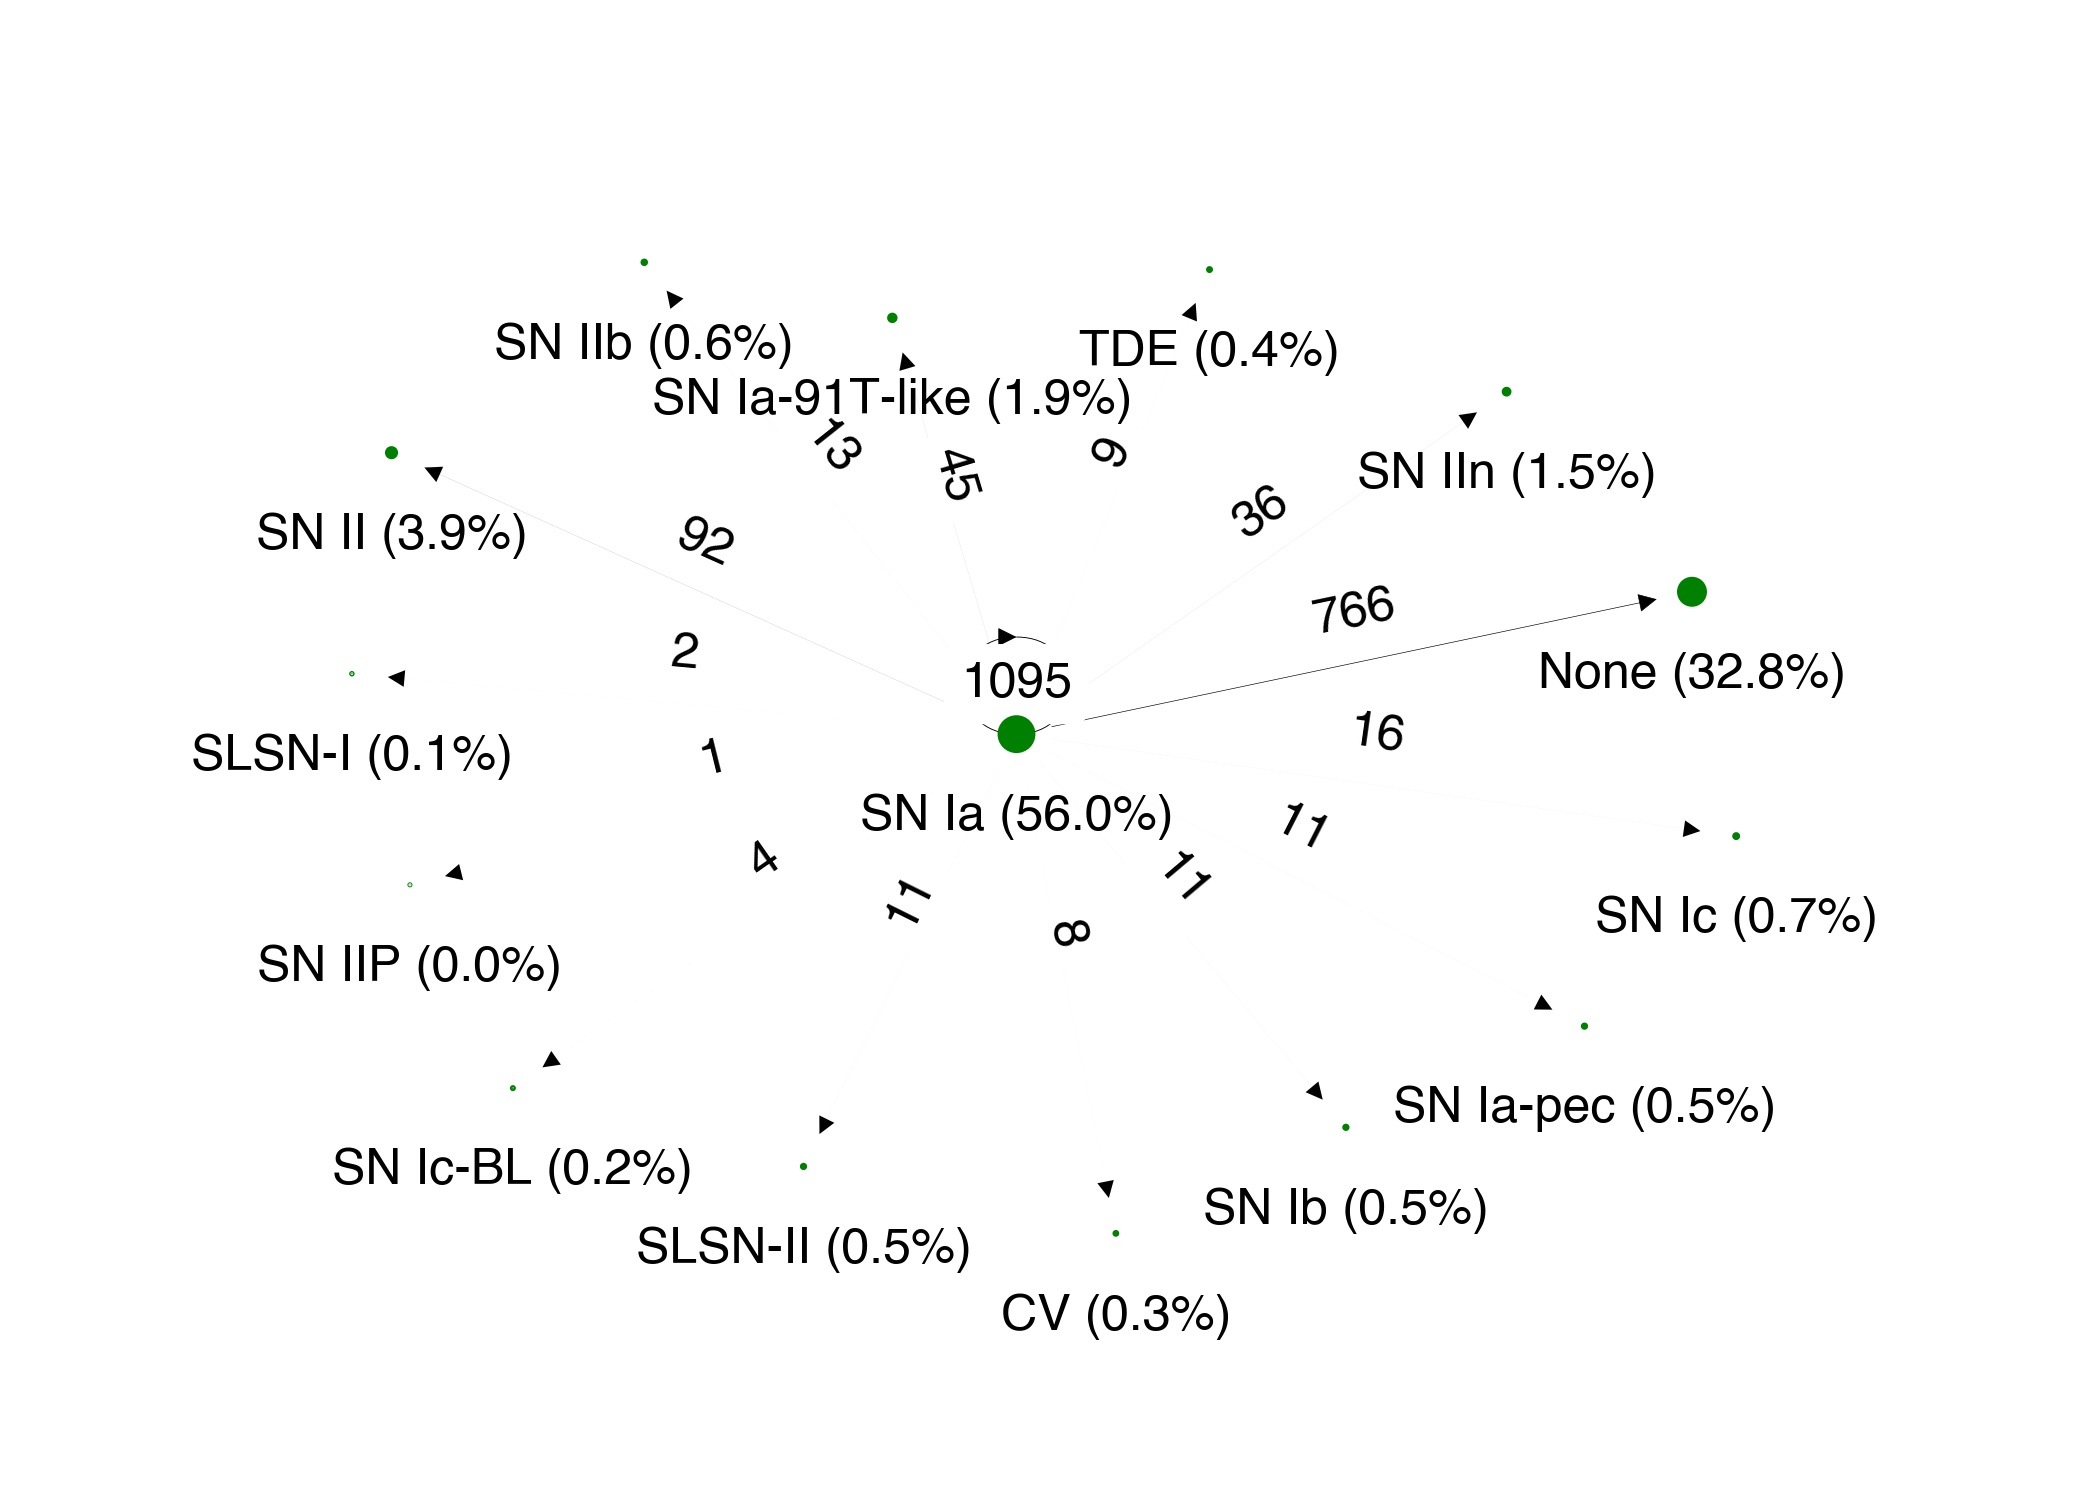 SN IIb (0.6%)
TDE (0.4%)
SN Ia-91T-like (1.9%)
13
45
9
SN IIn (1.5%)
36
SN II (3.9%)
92
766
2
1095
None (32.8%)
16
SLSN-I (0.1%)
1
SN Ia (56.0%)
11
4
11
11
8
SN Ic (0.7%)
SN IIP (0.0%)
SN Ia-pec (0.5%)
SN Ic-BL (0.2%)
SN Ib (0.5%)
SLSN-II (0.5%)
CV (0.3%)